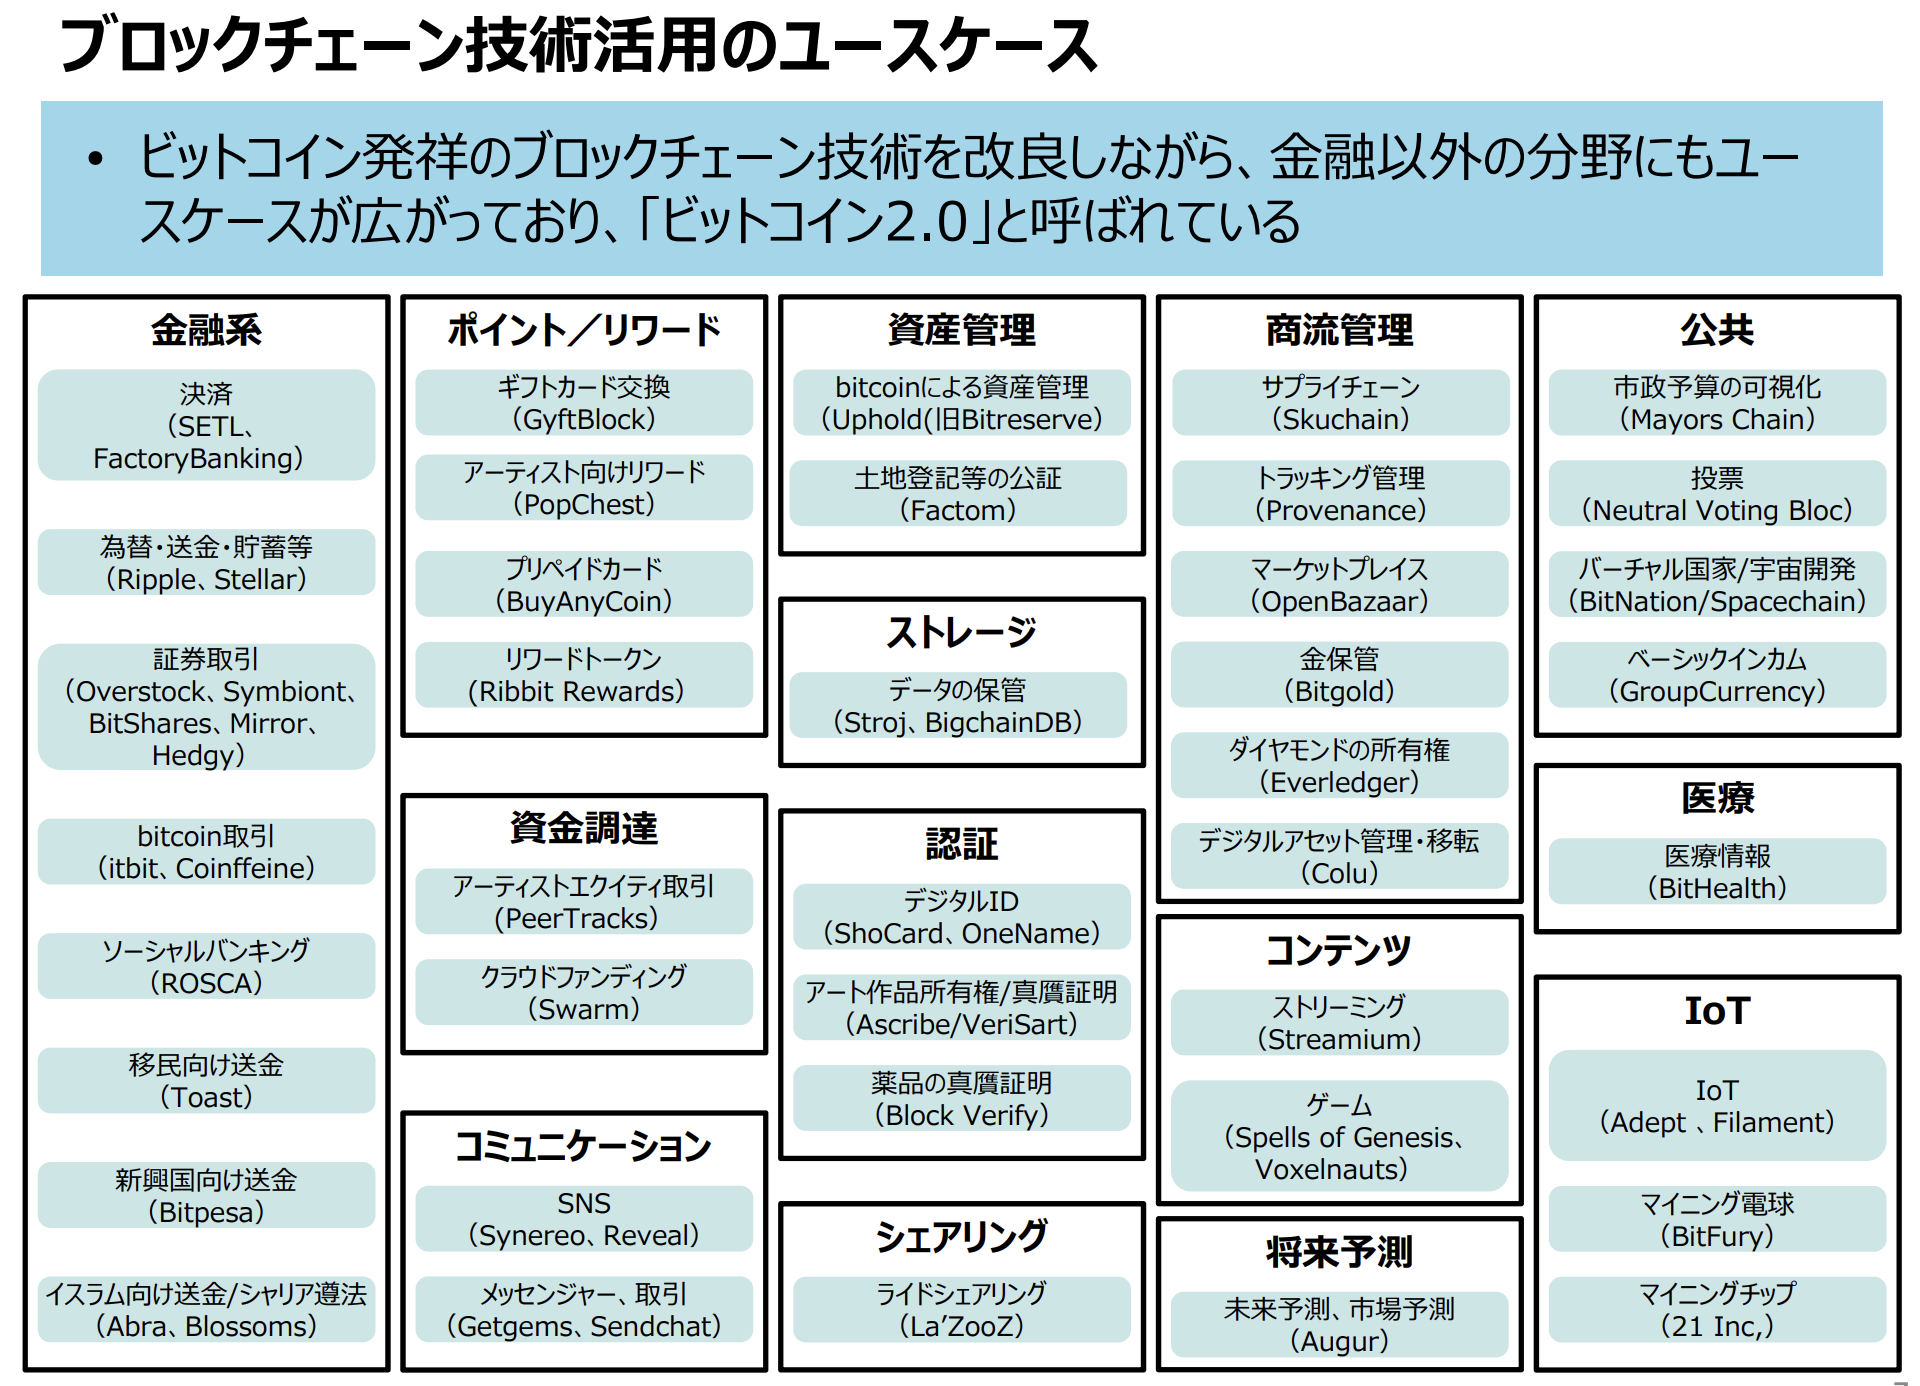 ブロックチェーン技術活用のユースケース
• ビットコイン発祥のブロックチェーン技術を改良しながら、金融以外の分野にもユー
スケースが広がっており、「ビットコイン2.0」と呼ばれている
金融系
決済
（SETL、
FactoryBanking）
為替・送金・貯蓄等
（Ripple、Stellar）
証券取引
（Overstock、Symbiont、
BitShares、Mirror、
Hedgy）
bitcoin取引
（itbit、Coinffeine）
ソーシャルバンキング
（ROSCA）
移民向け送金
（Toast）
新興国向け送金
（Bitpesa）
イスラム向け送金/シャリア遵法
（Abra、Blossoms）
ポイント／リワード
ギフトカード交換
（GyftBlock）
アーティスト向けリワード
（PopChest）
プリペイドカード
（BuyAnyCoin）
リワードトークン
（Ribbit Rewards）
資金調達
アーティストエクイティ取引
（PeerTracks）
クラウドファンディング
（Swarm）
コミュニケーション
SNS
（Synereo、Reveal）
メッセンジャー、取引
（Getgems、Sendchat）
資産管理
bitcoinによる資産管理
（Uphold(旧Bitreserve）
土地登記等の公証
（Factom）
ストレージ
データの保管
（Stroj、BigchainDB）
認証
デジタルID
（ShoCard、OneName）
アート作品所有権/真贋証明
（Ascribe/VeriSart）
薬品の真贋証明
（Block Verify）
シェアリング
ライドシェアリング
（La’ZooZ）
商流管理
サプライチェーン
（Skuchain）
トラッキング管理
（Provenance）
マーケットプレイス
（OpenBazaar）
金保管
（Bitgold）
ダイヤモンドの所有権
（Everledger）
デジタルアセット管理・移転
（Colu）
コンテンツ
ストリーミング
（Streamium）
ゲーム
（Spells of Genesis、
Voxelnauts）
将来予測
未来予測、市場予測
（Augur）
公共
市政予算の可視化
（Mayors Chain）
投票
（Neutral Voting Bloc）
バーチャル国家/宇宙開発
（BitNation/Spacechain）
ベーシックインカム
（GroupCurrency）
医療
医療情報
（BitHealth）
IoT
IoT
（Adept 、Filament）
マイニング電球
（BitFury）
マイニングチップ
（21 Inc,）